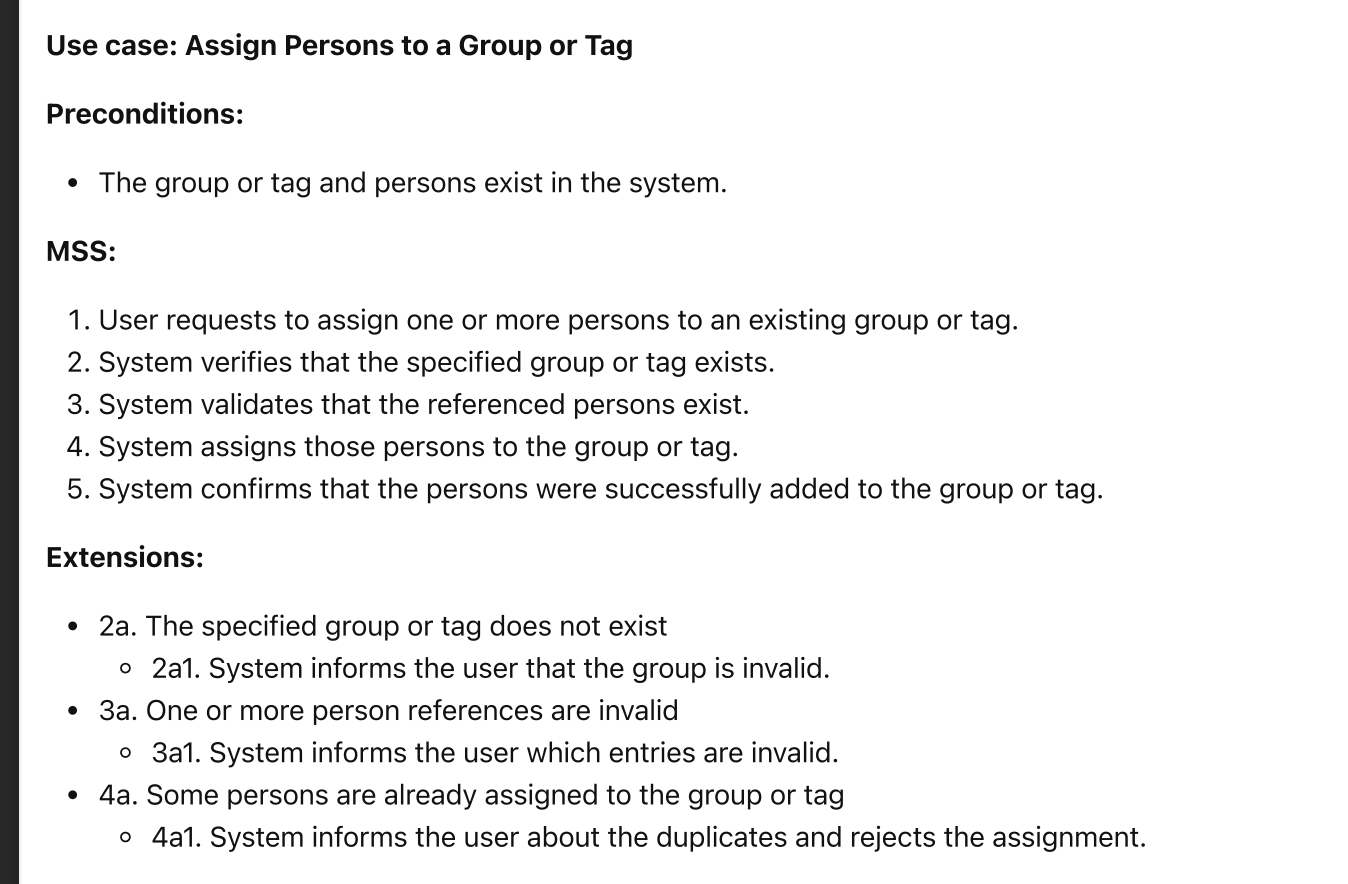 Use case: Assign Persons to a Group or Tag
Preconditions:
• The group or tag and persons exist in the system.
MSS:
1. User requests to assign one or more persons to an existing group or tag.
2. System verifies that the specified group or tag exists.
3. System validates that the referenced persons exist.
4. System assigns those persons to the group or tag.
5. System confirms that the persons were successfully added to the group or tag.
Extensions:
• 2a. The specified group or tag does not exist
◦ 2a1. System informs the user that the group is invalid.
• 3a. One or more person references are invalid
◦ 3a1. System informs the user which entries are invalid.
• 4a. Some persons are already assigned to the group or tag
◦ 4a1. System informs the user about the duplicates and rejects the assignment.